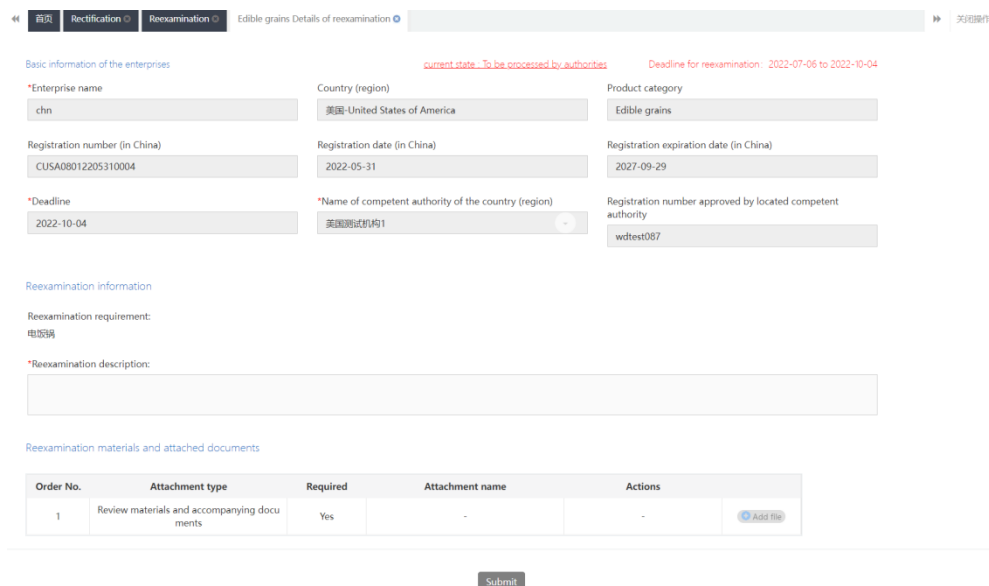 首页 Rectification Reexamination Edible grains Details of reexamination 关闭操作
Basic information of the enterprises current state : To be processed by authorities Deadline for reexamination: 2022-07-06 to 2022-10-04
*Enterprise name Country (region) Product category
chn 美国-United States of America Edible grains
Registration number (in China) Registration date (in China) Registration expiration date (in China)
CUSA08012205310004 2022-05-31 2027-09-29
*Deadline *Name of competent authority of the country (region) Registration number approved by located competent
authority
2022-10-04 美国测试机构1
wdtest087
Reexamination information
Reexamination requirement:
电饭锅
*Reexamination description:
Reexamination materials and attached documents
Order No. Attachment type Required Attachment name Actions
1 Review materials and accompanying docu
ments Yes - - Add file
Submit